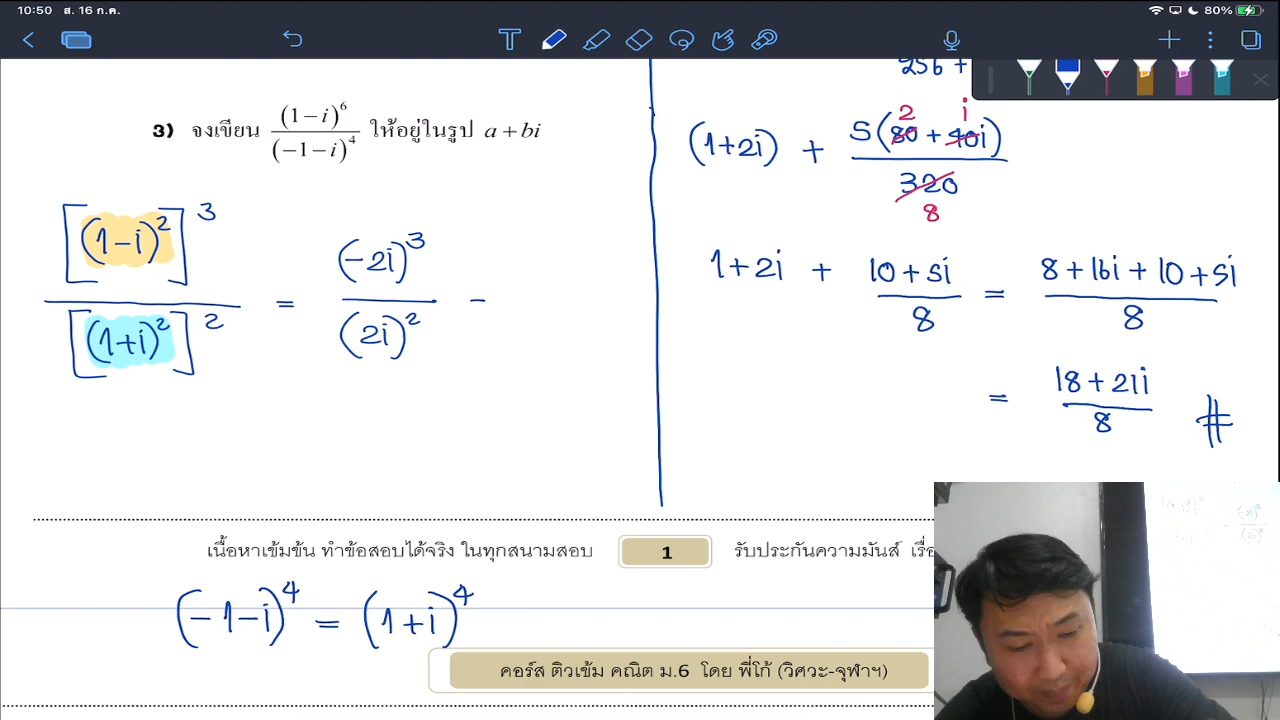 10:50 ส. 16 ก.ค.
80%
3) จงเขียน (1−i)^6 / (−1−i)^4 ให้อยู่ในรูป a+bi
[(1−i)^2]^3 / [(1+i)^2]^2 = (−2i)^3 / (2i)^2 −
256 +
(1+2i) + 5(80+40i) / 320
2 i
8
1+2i + 10+5i / 8 = 8+16i+10+5i / 8
= 18+21i / 8 #
เนื้อหาเข้มข้น ทำข้อสอบได้จริง ในทุกสนามสอบ 1 รับประกันความมันส์
(−1−i)^4 = (1+i)^4
คอร์ส ติวเข้ม คณิต ม.6 โดย พี่โก้ (วิศวะ-จุฬาฯ)